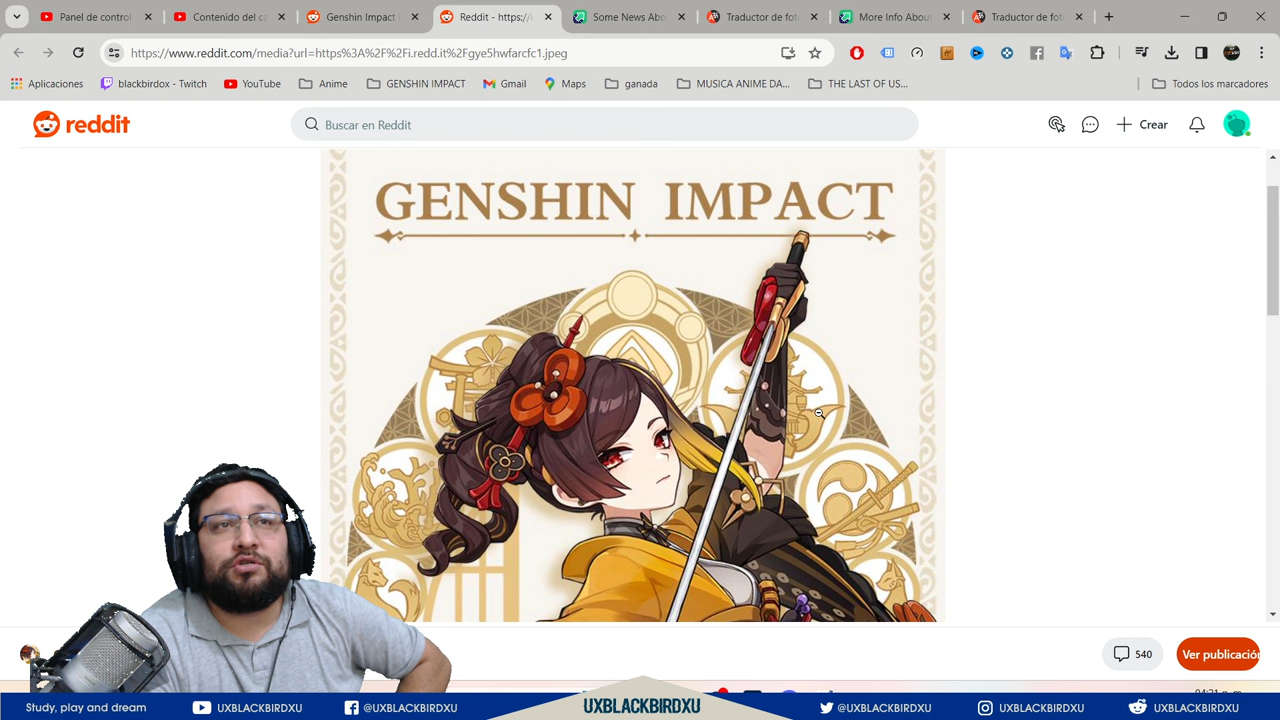 Panel de control
Contenido del ca
Genshin Impact
Reddit - https://i
Some News Abo
Traductor de fot
More Info About
Traductor de fot
https://www.reddit.com/media?url=https%3A%2F%2Fi.redd.it%2Fgye5hwfarcfc1.jpeg
Aplicaciones
blackbirdox - Twitch
YouTube
Anime
GENSHIN IMPACT
Gmail
Maps
ganada
MUSICA ANIME DA...
THE LAST OF US...
Todos los marcadores
reddit
Buscar en Reddit
Crear
GENSHIN IMPACT
540
Ver publicación
Study, play and dream
UXBLACKBIRDXU
@UXBLACKBIRDXU
UXBLACKBIRDXU
@UXBLACKBIRDXU
UXBLACKBIRDXU
UXBLACKBIRDXU